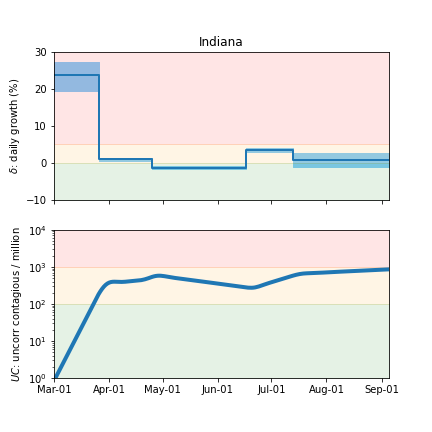 Indiana
30
20
10
0
−10
δ: daily growth (%)
10⁴
10³
10²
10¹
10⁰
UC: uncorr contagious / million
Mar-01 Apr-01 May-01 Jun-01 Jul-01 Aug-01 Sep-01